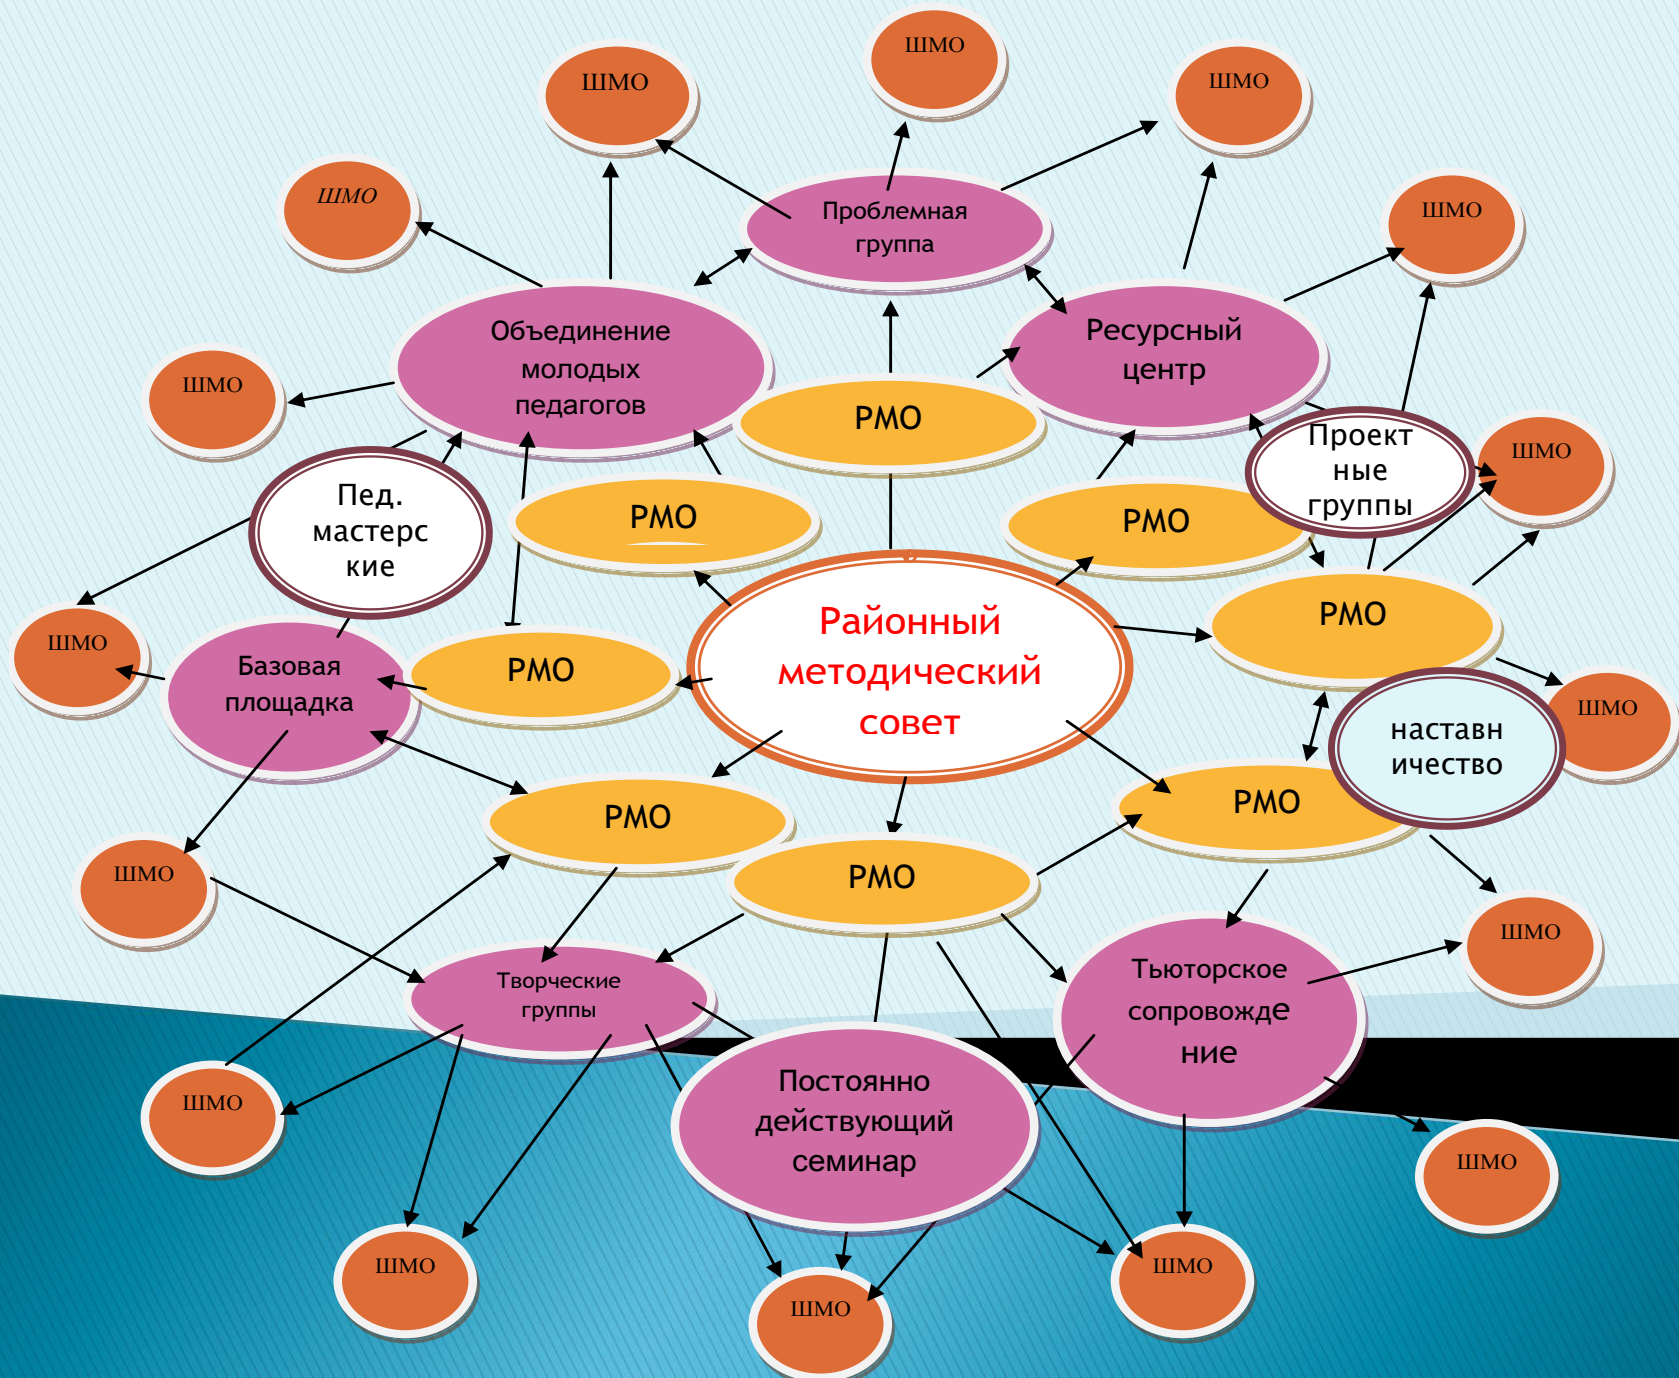 ШМО
ШМО
ШМО
ШМО
ШМО
Проблемная
группа
Объединение
молодых
педагогов
Ресурсный
центр
ШМО
РМО
Проект
ные
группы
ШМО
Пед.
мастерс
кие
РМО
РМО
Районный
методический
совет
РМО
ШМО
Базовая
площадка
РМО
ШМО
наставн
ичество
РМО
РМО
РМО
ШМО
ШМО
Творческие
группы
Тьюторское
сопровожде
ние
Постоянно
действующий
семинар
ШМО
ШМО
ШМО
ШМО
ШМО